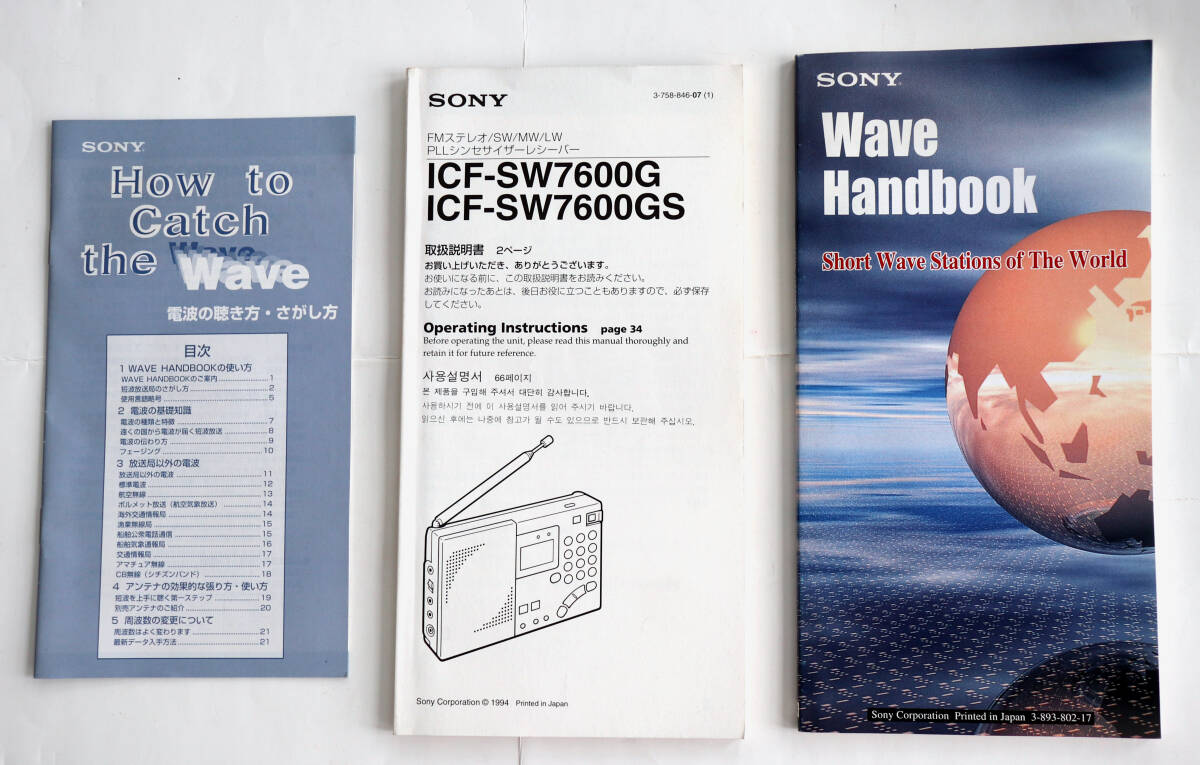 SONY
How to
Catch
the Wave
Wave
電波の聴き方・さがし方
目次
1 WAVE HANDBOOKの使い方
WAVE HANDBOOKのご案内 1
短波放送局のさがし方 2
使用言語略号 5
2 電波の基礎知識
電波の種類と特徴 7
遠くの国から電波が届く短波放送 8
電波の伝わり方 9
フェージング 10
3 放送局以外の電波
放送局以外の電波 11
標準電波 12
航空無線 13
ボルメット放送（航空気象放送） 14
海外交通情報局 14
漁業無線局 15
船舶公衆電話通信 15
船舶気象通報局 16
交通情報局 17
アマチュア無線 17
CB無線（シチズンバンド） 18
4 アンテナの効果的な張り方・使い方
短波を上手に聴く第一ステップ 19
別売アンテナのご紹介 20
5 周波数の変更について
周波数はよく変わります 21
最新データ入手方法 21
SONY
3-758-846-07 (1)
FMステレオ/SW/MW/LW
PLLシンセサイザーレシーバー
ICF-SW7600G
ICF-SW7600GS
取扱説明書 2ページ
お買い上げいただき、ありがとうございます。
お使いになる前に、この取扱説明書をお読みください。
お読みになったあとは、後日お役に立つこともありますので、必ず保存
してください。
Operating Instructions page 34
Before operating the unit, please read this manual thoroughly and
retain it for future reference.
사용설명서 66페이지
본 제품을 구입해 주셔서 대단히 감사합니다.
사용하시기 전에 이 사용설명서를 읽어 주시기 바랍니다.
읽으신 후에는 나중에 참고가 될 수도 있으므로 반드시 보관해 주십시오.
Sony Corporation © 1994 Printed in Japan
SONY®
Wave
Handbook
Short Wave Stations of The World
Sony Corporation Printed in Japan 3-893-802-17